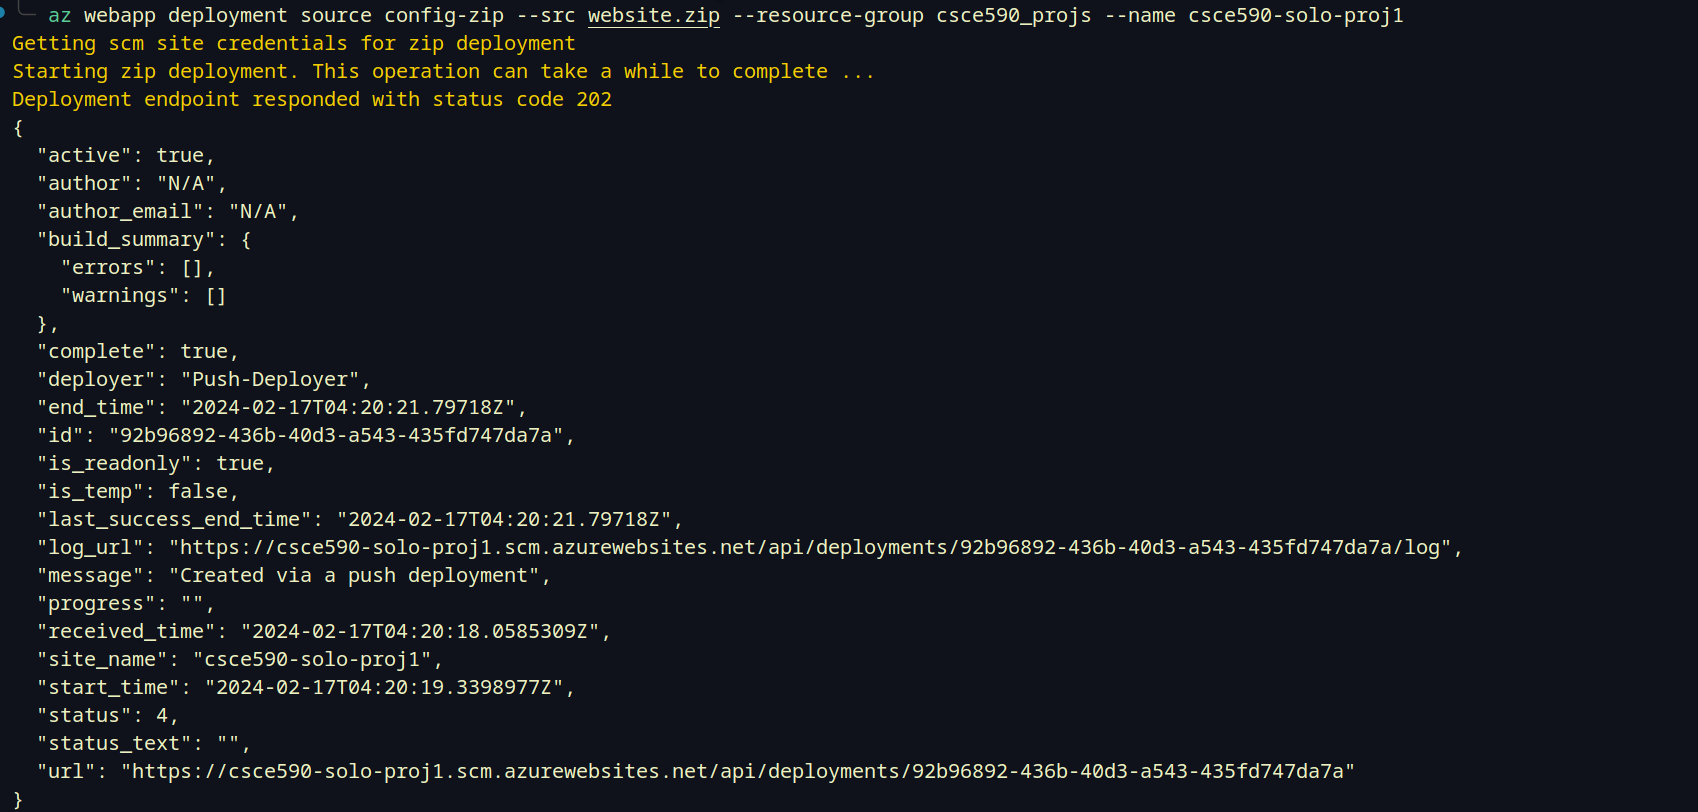 az webapp deployment source config-zip --src website.zip --resource-group csce590_projs --name csce590-solo-proj1
Getting scm site credentials for zip deployment
Starting zip deployment. This operation can take a while to complete ...
Deployment endpoint responded with status code 202
{
  "active": true,
  "author": "N/A",
  "author_email": "N/A",
  "build_summary": {
    "errors": [],
    "warnings": []
  },
  "complete": true,
  "deployer": "Push-Deployer",
  "end_time": "2024-02-17T04:20:21.79718Z",
  "id": "92b96892-436b-40d3-a543-435fd747da7a",
  "is_readonly": true,
  "is_temp": false,
  "last_success_end_time": "2024-02-17T04:20:21.79718Z",
  "log_url": "https://csce590-solo-proj1.scm.azurewebsites.net/api/deployments/92b96892-436b-40d3-a543-435fd747da7a/log",
  "message": "Created via a push deployment",
  "progress": "",
  "received_time": "2024-02-17T04:20:18.0585309Z",
  "site_name": "csce590-solo-proj1",
  "start_time": "2024-02-17T04:20:19.3398977Z",
  "status": 4,
  "status_text": "",
  "url": "https://csce590-solo-proj1.scm.azurewebsites.net/api/deployments/92b96892-436b-40d3-a543-435fd747da7a"
}